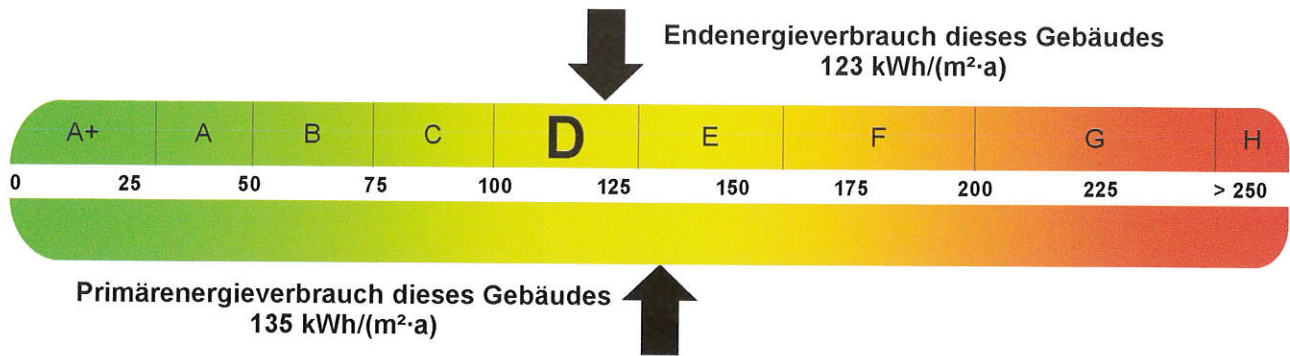 Endenergieverbrauch dieses Gebäudes
123 kWh/(m²·a)
A+ A B C D E F G H
0 25 50 75 100 125 150 175 200 225 > 250
Primärenergieverbrauch dieses Gebäudes
135 kWh/(m²·a)